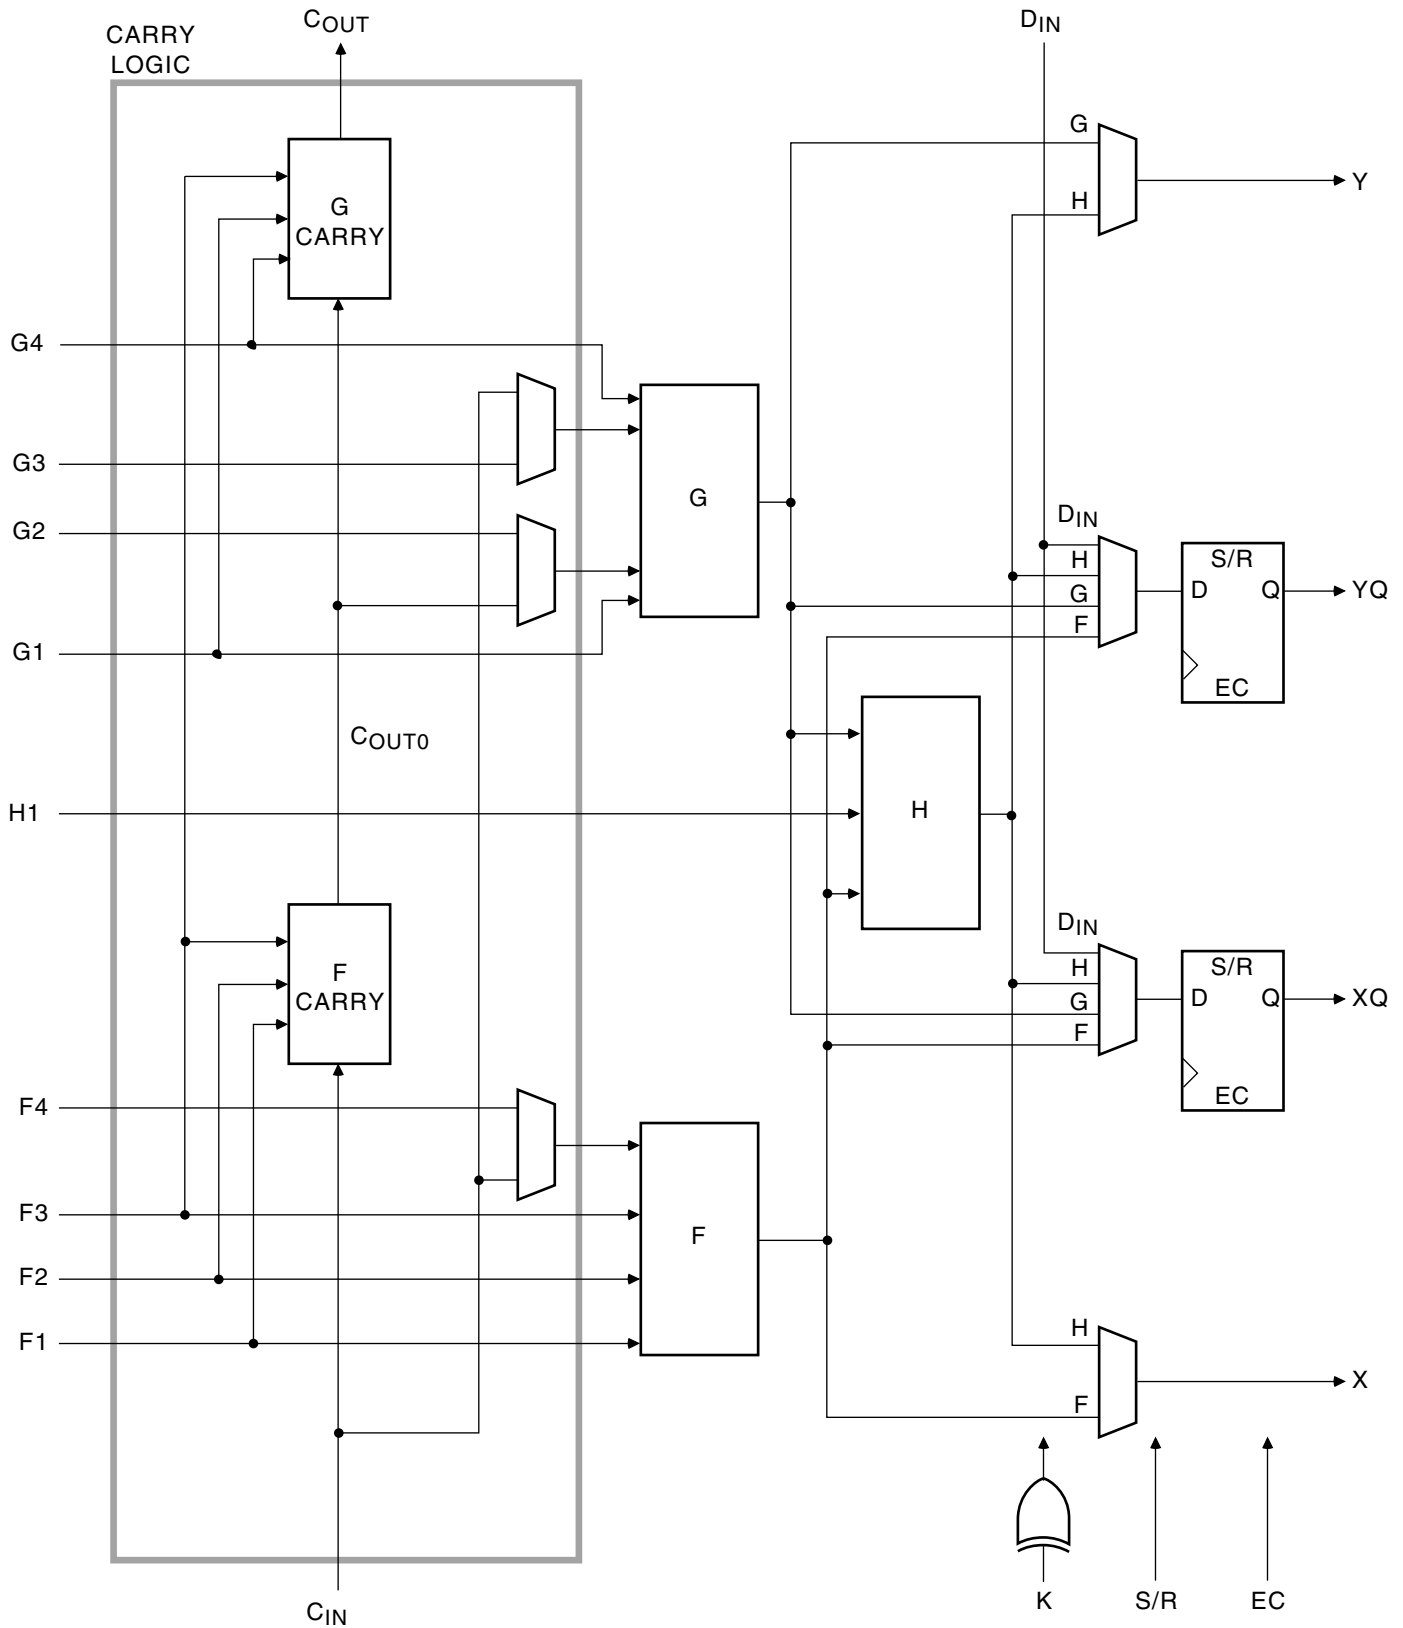 COUT
DIN
CARRY
LOGIC
G
Y
H
G
CARRY
G4
G3
G2
G
DIN
H
S/R
D
Q
YQ
G
F
EC
G1
COUT0
H1
H
DIN
F
CARRY
H
S/R
D
Q
XQ
G
F
EC
F4
F3
F
F2
F1
H
X
F
CIN
K
S/R
EC